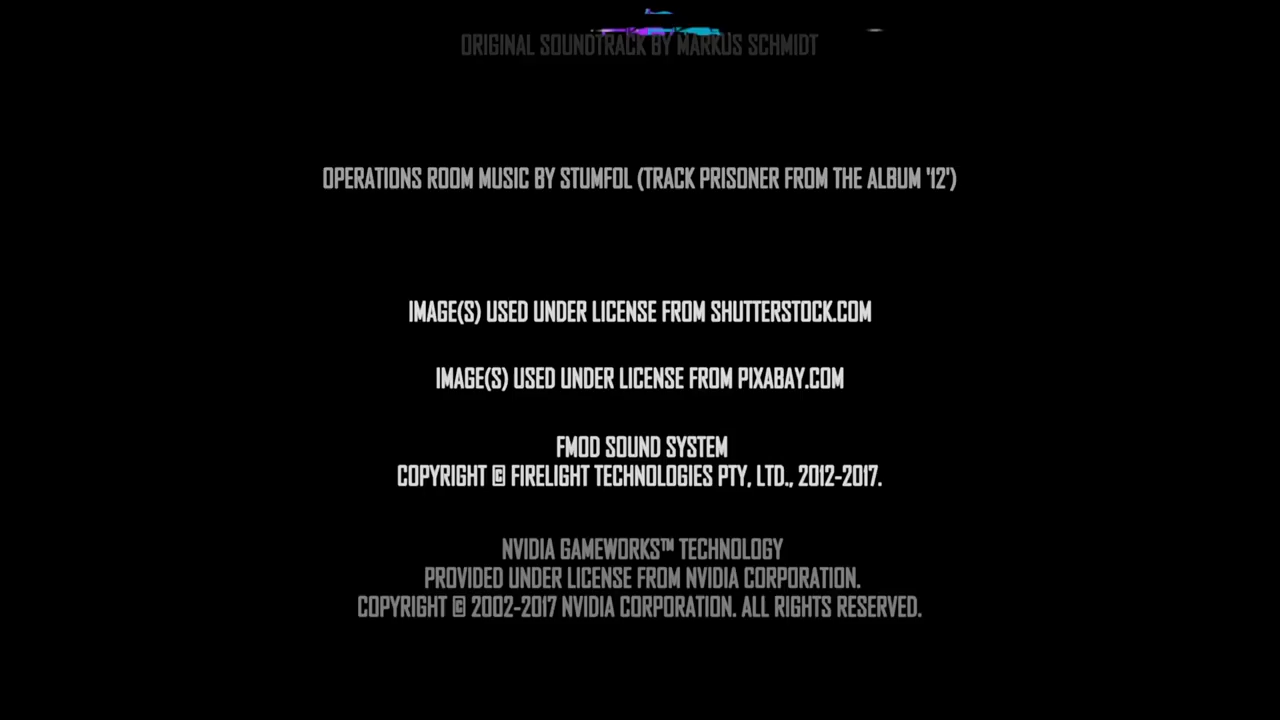 ORIGINAL SOUNDTRACK BY MARKUS SCHMIDT
OPERATIONS ROOM MUSIC BY STUMFOL (TRACK PRISONER FROM THE ALBUM '12')
IMAGE(S) USED UNDER LICENSE FROM SHUTTERSTOCK.COM
IMAGE(S) USED UNDER LICENSE FROM PIXABAY.COM
FMOD SOUND SYSTEM
COPYRIGHT © FIRELIGHT TECHNOLOGIES PTY, LTD., 2012-2017.
NVIDIA GAMEWORKS™ TECHNOLOGY
PROVIDED UNDER LICENSE FROM NVIDIA CORPORATION.
COPYRIGHT © 2002-2017 NVIDIA CORPORATION. ALL RIGHTS RESERVED.